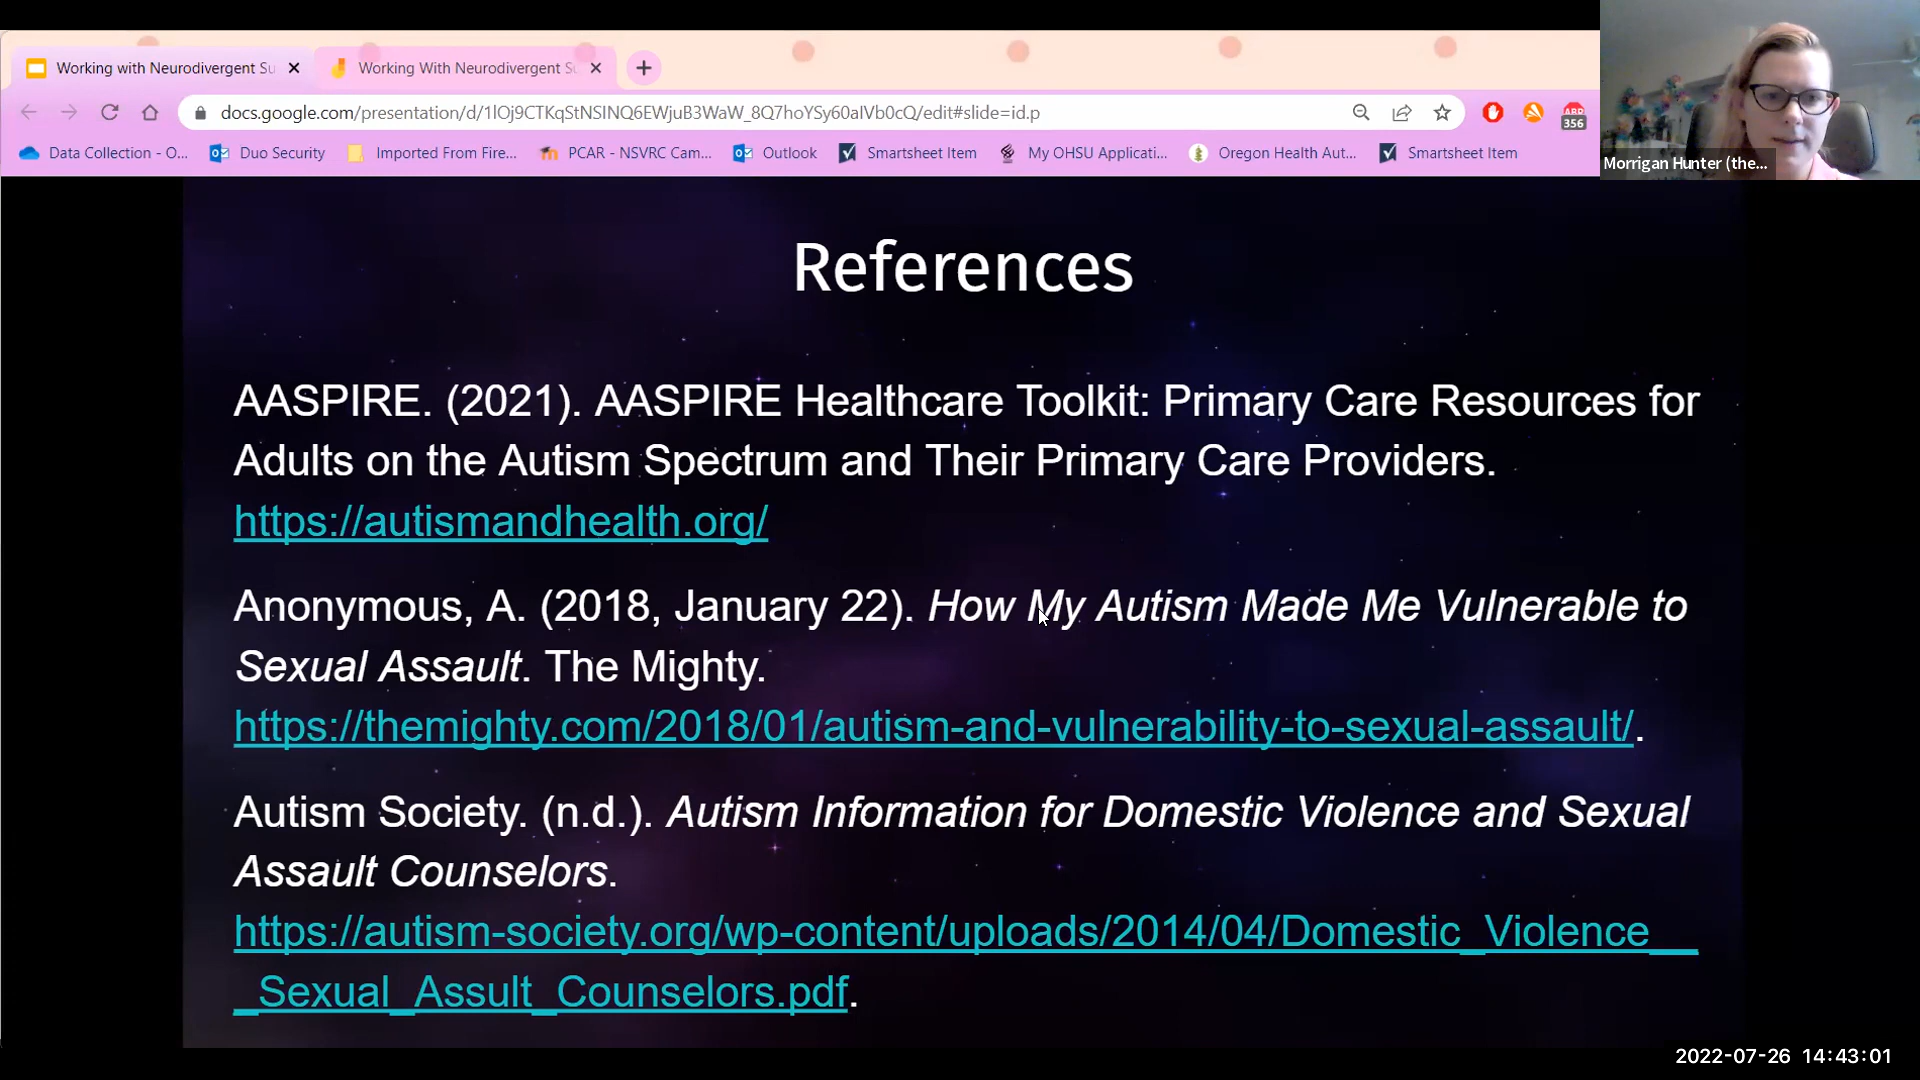 Working with Neurodivergent Su
Working With Neurodivergent S
docs.google.com/presentation/d/1lOj9CTKqStNSINQ6EWjuB3WaW_8Q7hoYSy60aIVb0cQ/edit#slide=id.p
356
Data Collection - O...
Duo Security
Imported From Fire...
PCAR - NSVRC Cam...
Outlook
Smartsheet Item
My OHSU Applicati...
Oregon Health Aut...
Smartsheet Item
Morrigan Hunter (the...
References
AASPIRE. (2021). AASPIRE Healthcare Toolkit: Primary Care Resources for
Adults on the Autism Spectrum and Their Primary Care Providers.
https://autismandhealth.org/
Anonymous, A. (2018, January 22). How My Autism Made Me Vulnerable to
Sexual Assault. The Mighty.
https://themighty.com/2018/01/autism-and-vulnerability-to-sexual-assault/.
Autism Society. (n.d.). Autism Information for Domestic Violence and Sexual
Assault Counselors.
https://autism-society.org/wp-content/uploads/2014/04/Domestic_Violence__
_Sexual_Assult_Counselors.pdf.
2022-07-26 14:43:01